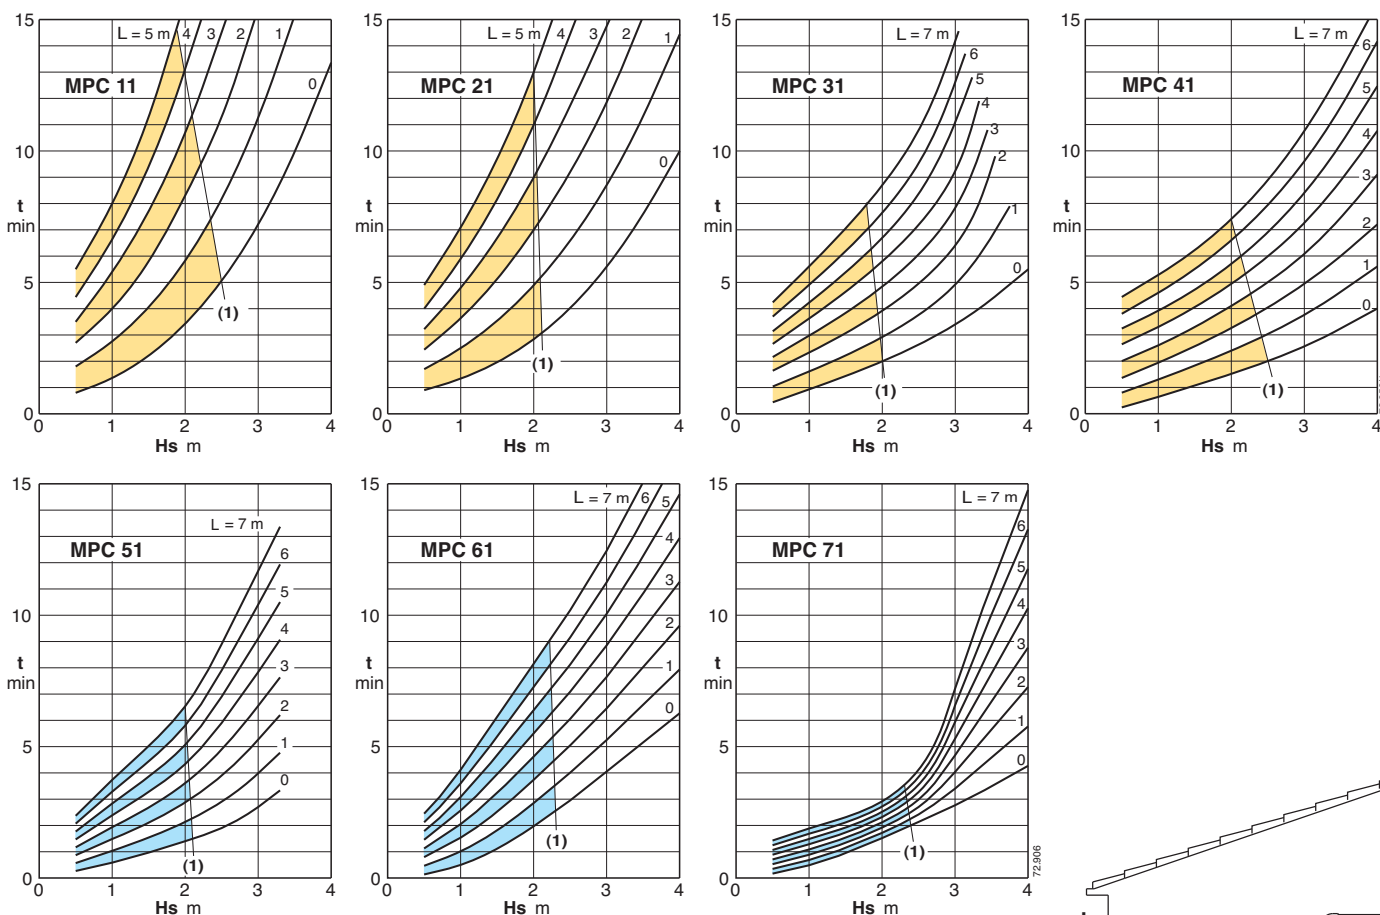 MPC 11
L = 5 m 4 3 2 1 0
15 10 5 0
t
min
(1)
0 1 2 3 4
Hs m
MPC 21
L = 5 m 4 3 2 1 0
15 10 5 0
t
min
(1)
0 1 2 3 4
Hs m
MPC 31
L = 7 m 6 5 4 3 2 1 0
15 10 5 0
t
min
(1)
0 1 2 3 4
Hs m
MPC 41
L = 7 m 6 5 4 3 2 1 0
15 10 5 0
t
min
(1)
0 1 2 3 4
Hs m
MPC 51
L = 7 m 6 5 4 3 2 1 0
15 10 5 0
t
min
(1)
0 1 2 3 4
Hs m
MPC 61
L = 7 m 6 5 4 3 2 1 0
15 10 5 0
t
min
(1)
0 1 2 3 4
Hs m
MPC 71
L = 7 m 6 5 4 3 2 1 0
15 10 5 0
t
min
(1)
0 1 2 3 4
Hs m
72.906